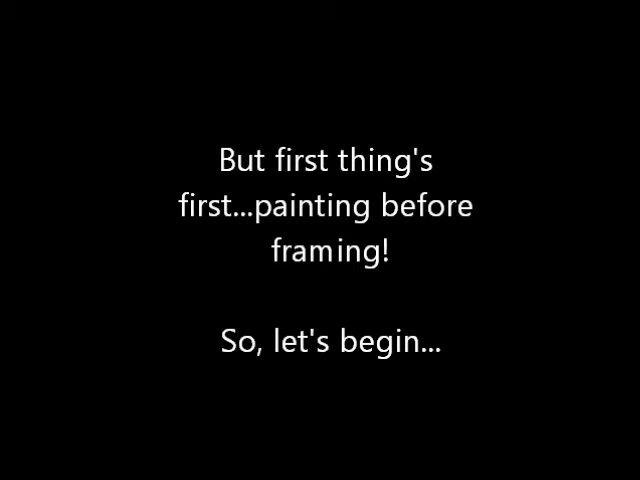 But first thing's
first...painting before
framing!
So, let's begin...